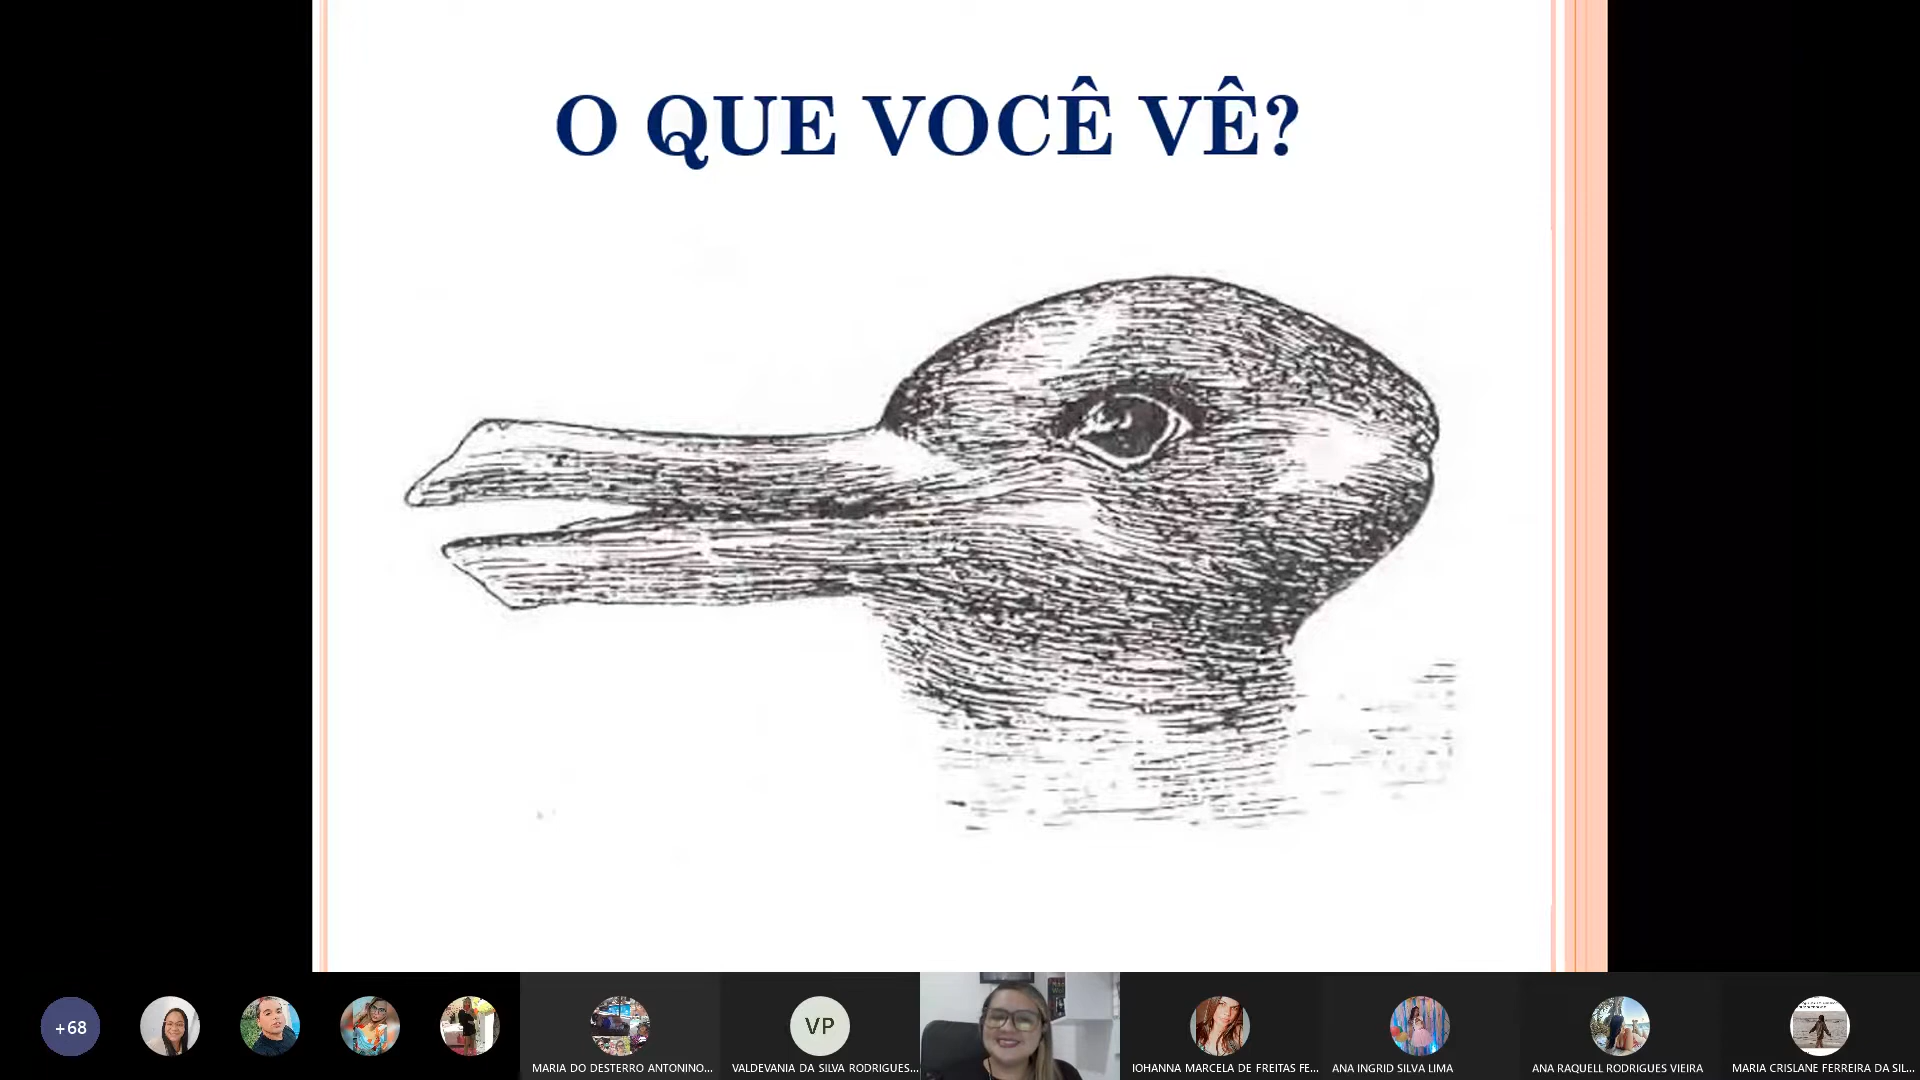 O QUE VOCÊ VÊ?
+68
MARIA DO DESTERRO ANTONINO...
VP
VALDEVANIA DA SILVA RODRIGUES...
IOHANNA MARCELA DE FREITAS FE...
ANA INGRID SILVA LIMA
ANA RAQUELL RODRIGUES VIEIRA
MARIA CRISLANE FERREIRA DA SIL...